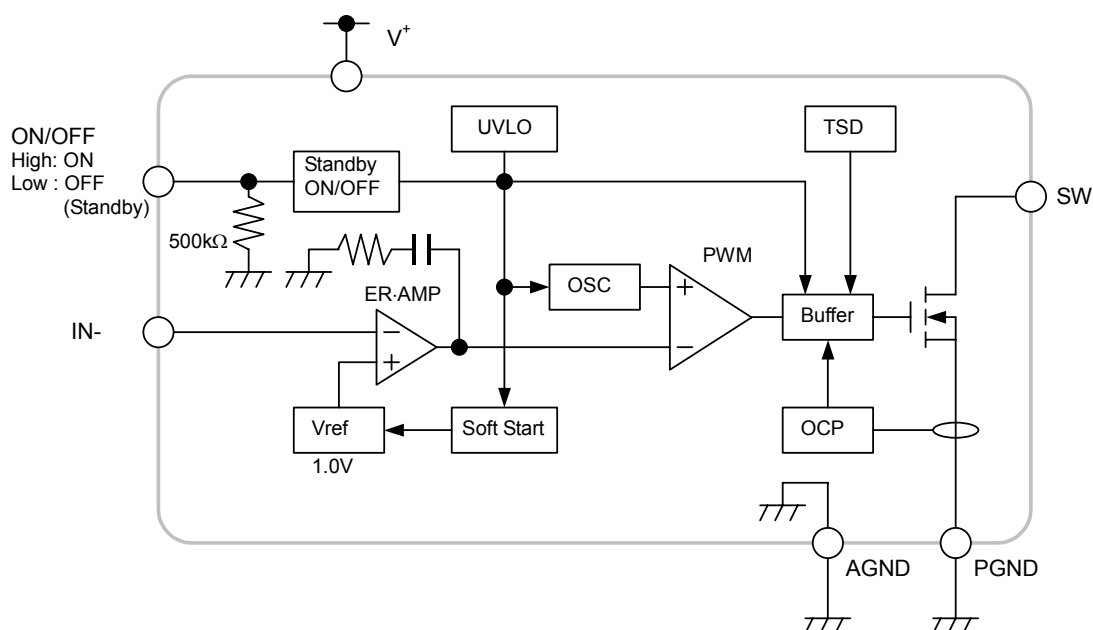 V+
ON/OFF
High: ON
Low : OFF
(Standby)
UVLO
TSD
Standby
ON/OFF
SW
500kΩ
PWM
OSC
ER·AMP
+
Buffer
IN-
−
+
−
Vref
Soft Start
OCP
1.0V
AGND
PGND